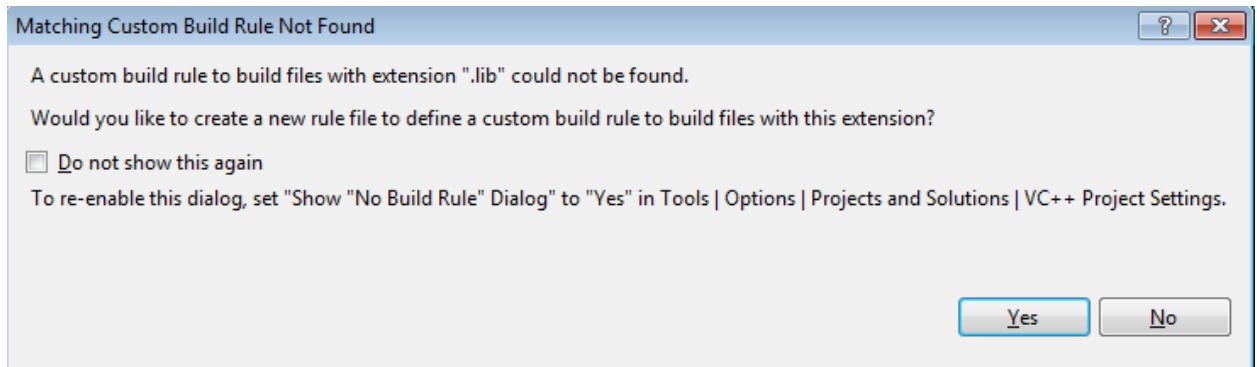 Matching Custom Build Rule Not Found
?
A custom build rule to build files with extension ".lib" could not be found.
Would you like to create a new rule file to define a custom build rule to build files with this extension?
Do not show this again
To re-enable this dialog, set "Show "No Build Rule" Dialog" to "Yes" in Tools | Options | Projects and Solutions | VC++ Project Settings.
Yes No